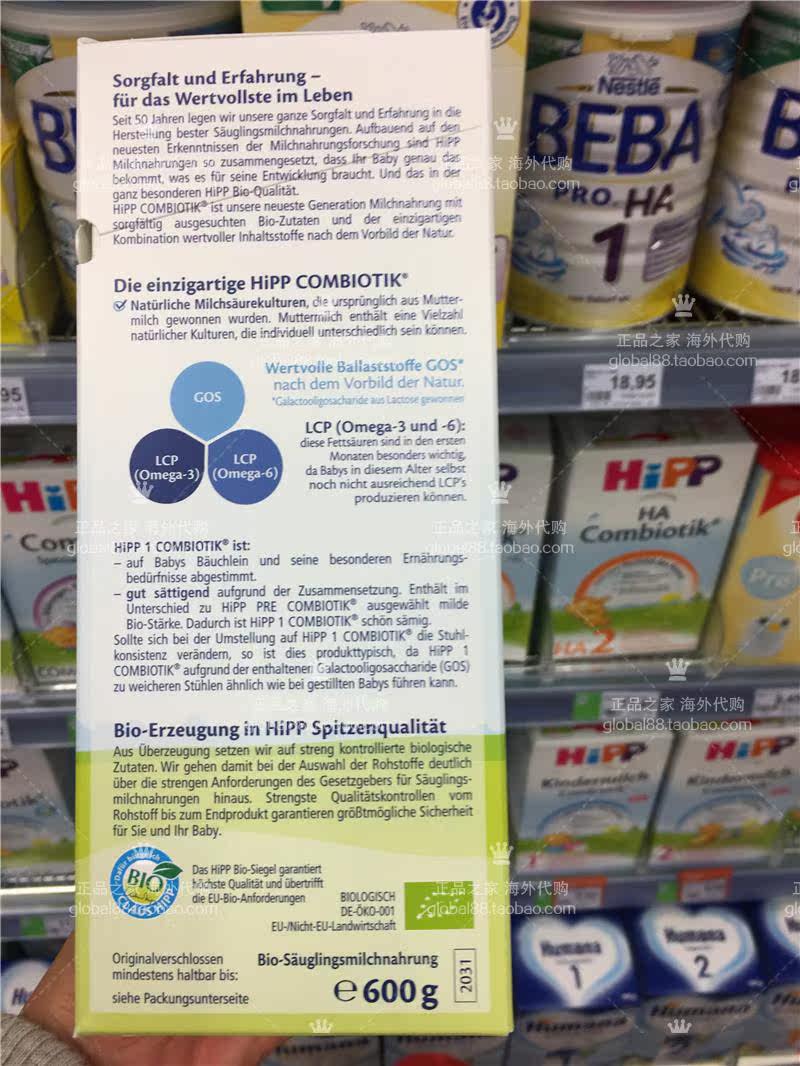 Sorgfalt und Erfahrung –
für das Wertvollste im Leben
Seit 50 Jahren legen wir unsere ganze Sorgfalt und Erfahrung in die
Herstellung bester Säuglingsmilchnahrungen. Aufbauend auf den
neuesten Erkenntnissen der Milchnahrungsforschung sind HiPP
Milchnahrungen so zusammengesetzt, dass Ihr Baby genau das
bekommt, was es für seine Entwicklung braucht. Und das in der
ganz besonderen HiPP Bio-Qualität.
HiPP COMBIOTIK® ist unsere neueste Generation Milchnahrung mit
sorgfältig ausgesuchten Bio-Zutaten und der einzigartigen
Kombination wertvoller Inhaltsstoffe nach dem Vorbild der Natur.
Die einzigartige HiPP COMBIOTIK®
Natürliche Milchsäurekulturen, die ursprünglich aus Mutter-
milch gewonnen wurden. Muttermilch enthält eine Vielzahl
natürlicher Kulturen, die individuell unterschiedlich sein können.
GOS
LCP
(Omega-3)
LCP
(Omega-6)
Wertvolle Ballaststoffe GOS*
nach dem Vorbild der Natur.
*Galactooligosacharide aus Lactose gewonnen
LCP (Omega-3 und -6):
diese Fettsäuren sind in den ersten
Monaten besonders wichtig,
da Babys in diesem Alter selbst
noch nicht ausreichend LCP's
produzieren können.
HiPP 1 COMBIOTIK® ist:
– auf Babys Bäuchlein und seine besonderen Ernährungs-
bedürfnisse abgestimmt.
– gut sättigend aufgrund der Zusammensetzung. Enthält im
Unterschied zu HiPP PRE COMBIOTIK® ausgewählt milde
Bio-Stärke. Dadurch ist HiPP 1 COMBIOTIK® schön sämig.
Sollte sich bei der Umstellung auf HiPP 1 COMBIOTIK® die Stuhl-
konsistenz verändern, so ist dies produkttypisch, da HiPP 1
COMBIOTIK® aufgrund der enthaltenen Galactooligosaccharide (GOS)
zu weicheren Stühlen ähnlich wie bei gestillten Babys führen kann.
Bio-Erzeugung in HiPP Spitzenqualität
Aus Überzeugung setzen wir auf streng kontrollierte biologische
Zutaten. Wir gehen damit bei der Auswahl der Rohstoffe deutlich
über die strengen Anforderungen des Gesetzgebers für Säuglings-
milchnahrungen hinaus. Strengste Qualitätskontrollen vom
Rohstoff bis zum Endprodukt garantieren größtmögliche Sicherheit
für Sie und Ihr Baby.
BIO
CLAUS HIPP
Das HiPP Bio-Siegel garantiert
höchste Qualität und übertrifft
die EU-Bio-Anforderungen
BIOLOGISCH
DE-ÖKO-001
EU-/Nicht-EU-Landwirtschaft
Originalverschlossen
mindestens haltbar bis:
siehe Packungsunterseite
Bio-Säuglingsmilchnahrung
e 600 g
2031
Nestlé
BEBA
PRO HA
1
18,95
95
18
HiPP
HA
Combiotik®
HA 2
Pre
HiPP
Kindermilch
HiPP
Kindermilch
Humana
1
Humana
2
Humana
正品之家 海外代购
global88.taobao.com